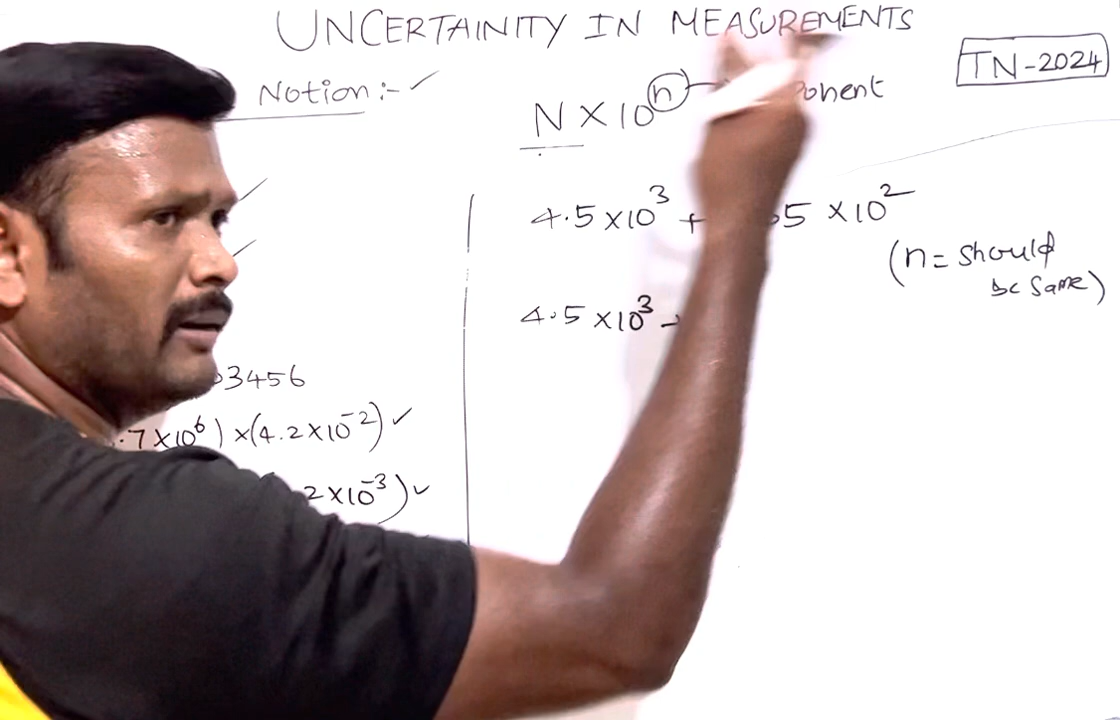 UNCERTAINITY IN MEASUREMENTS
TN-2024
Notion :- ✓
N × 10ⁿ →
4.5 ×10³ + 5 ×10²
(n = should
be same)
4.5 ×10³
3456
.7 ×10⁶) ×(4.2 ×10⁻²) ✓
2 ×10⁻³) ✓